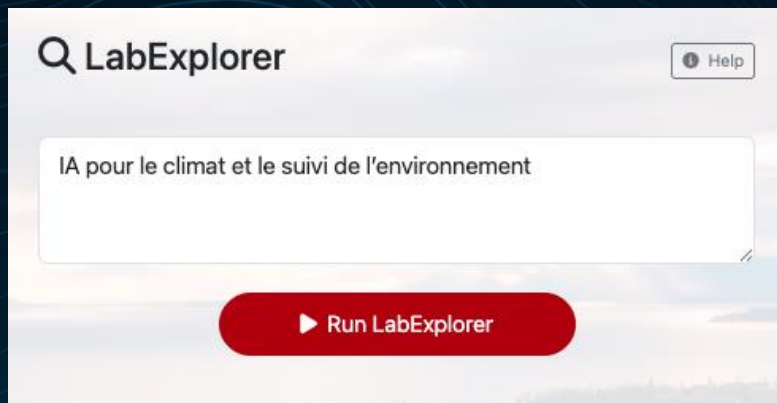 LabExplorer
Help
IA pour le climat et le suivi de l'environnement
Run LabExplorer